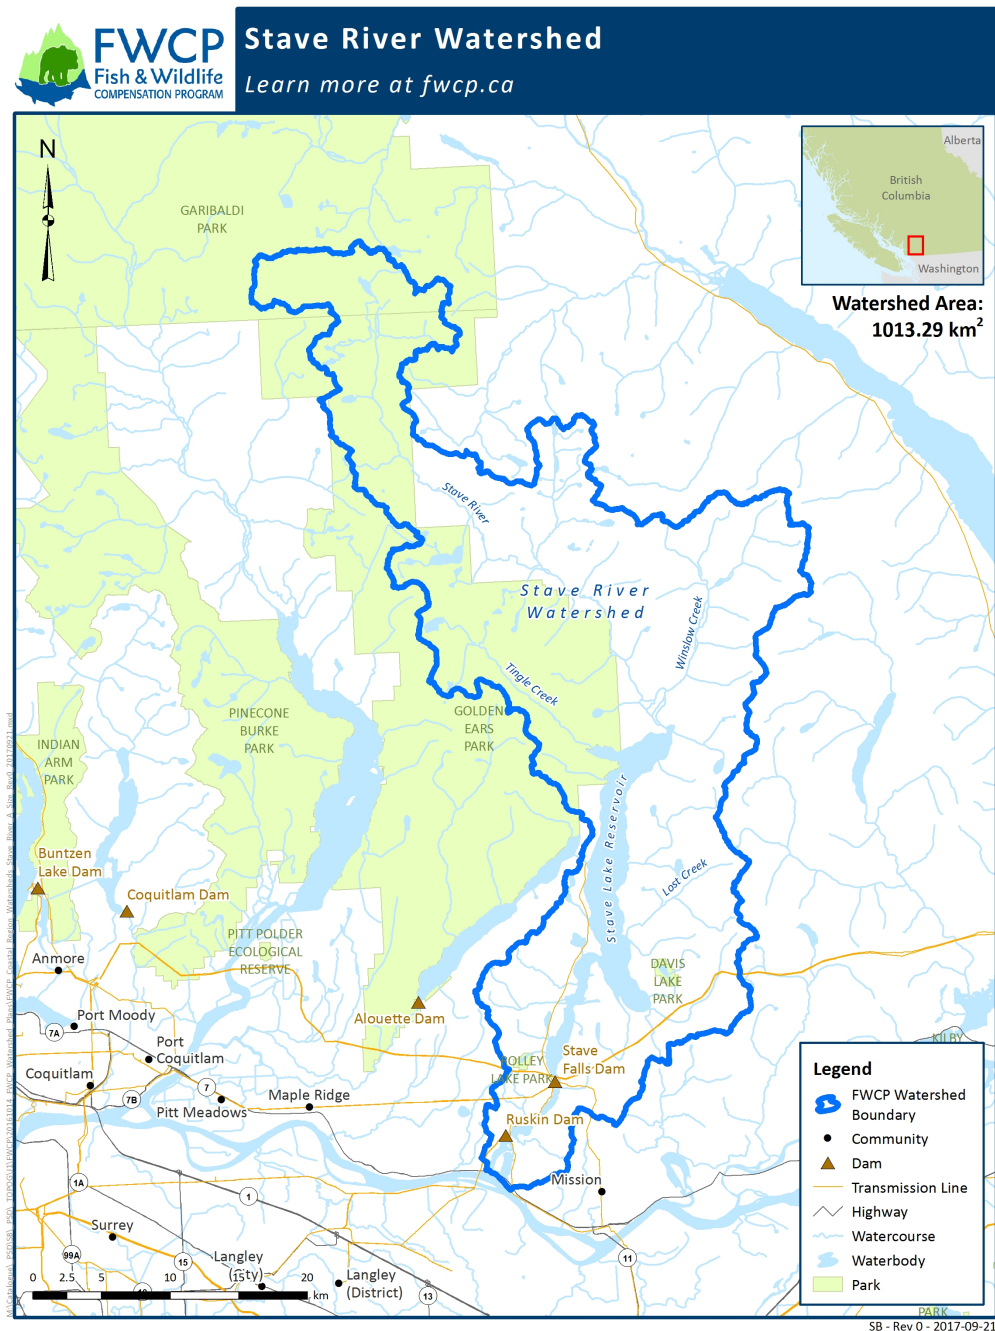 FWCP
Fish & Wildlife
COMPENSATION PROGRAM
Stave River Watershed
Learn more at fwcp.ca
N
Alberta
British
Columbia
Washington
Watershed Area:
1013.29 km2
GARIBALDI
PARK
Stave River
Stave River
Watershed
Winslow Creek
Tingle Creek
GOLDEN
EARS
PARK
PINECONE
BURKE
PARK
INDIAN
ARM
PARK
Stave Lake Reservoir
Lost Creek
Buntzen
Lake Dam
Coquitlam Dam
PITT POLDER
ECOLOGICAL
RESERVE
Anmore
DAVIS
LAKE
PARK
Alouette Dam
Port Moody
7A
Port
Coquitlam
Coquitlam
7
7B
Pitt Meadows
Maple Ridge
ROLLEY
LAKE PARK
Stave
Falls Dam
Ruskin Dam
Mission
KILBY
1A
1
Surrey
99A
15
Langley
(City)
Langley
(District)
13
11
10
0 2.5 5 10 15 20
km
Legend
FWCP Watershed
Boundary
Community
Dam
Transmission Line
Highway
Watercourse
Waterbody
Park
PARK
SB - Rev 0 - 2017-09-21